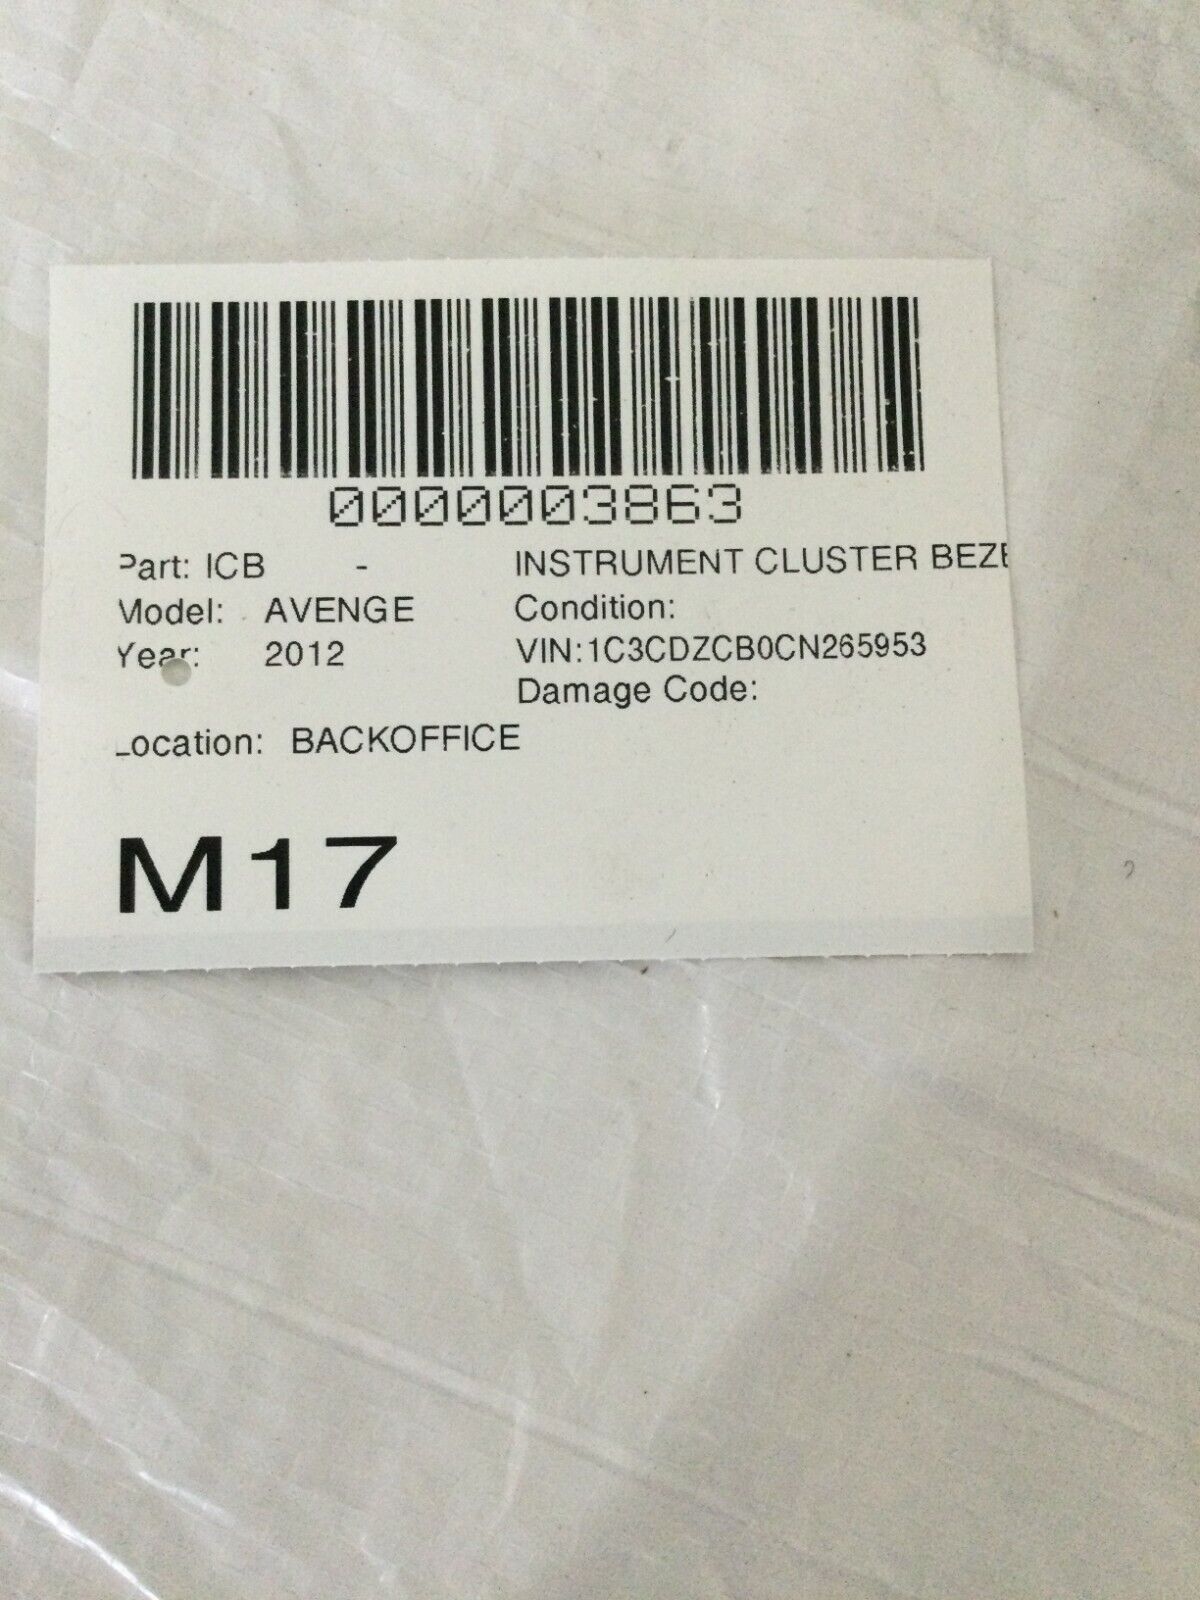 0000003863
Part: ICB - INSTRUMENT CLUSTER BEZE
Model: AVENGE Condition:
Year: 2012 VIN:1C3CDZCB0CN265953
Damage Code:
Location: BACKOFFICE
M17